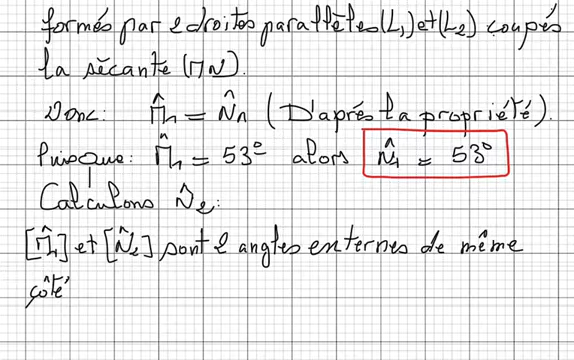 formés par 2 droites parallèles (L₁) et (L₂) coupés
la sécante (MN).
Donc: M̂₁ = N̂₁ (D'après la propriété).
Puisque: M̂₁ = 53° alors N̂₁ = 53°
Calculons N̂₂:
[M̂₁] et [N̂₂] sont 2 angles externes de même
côté